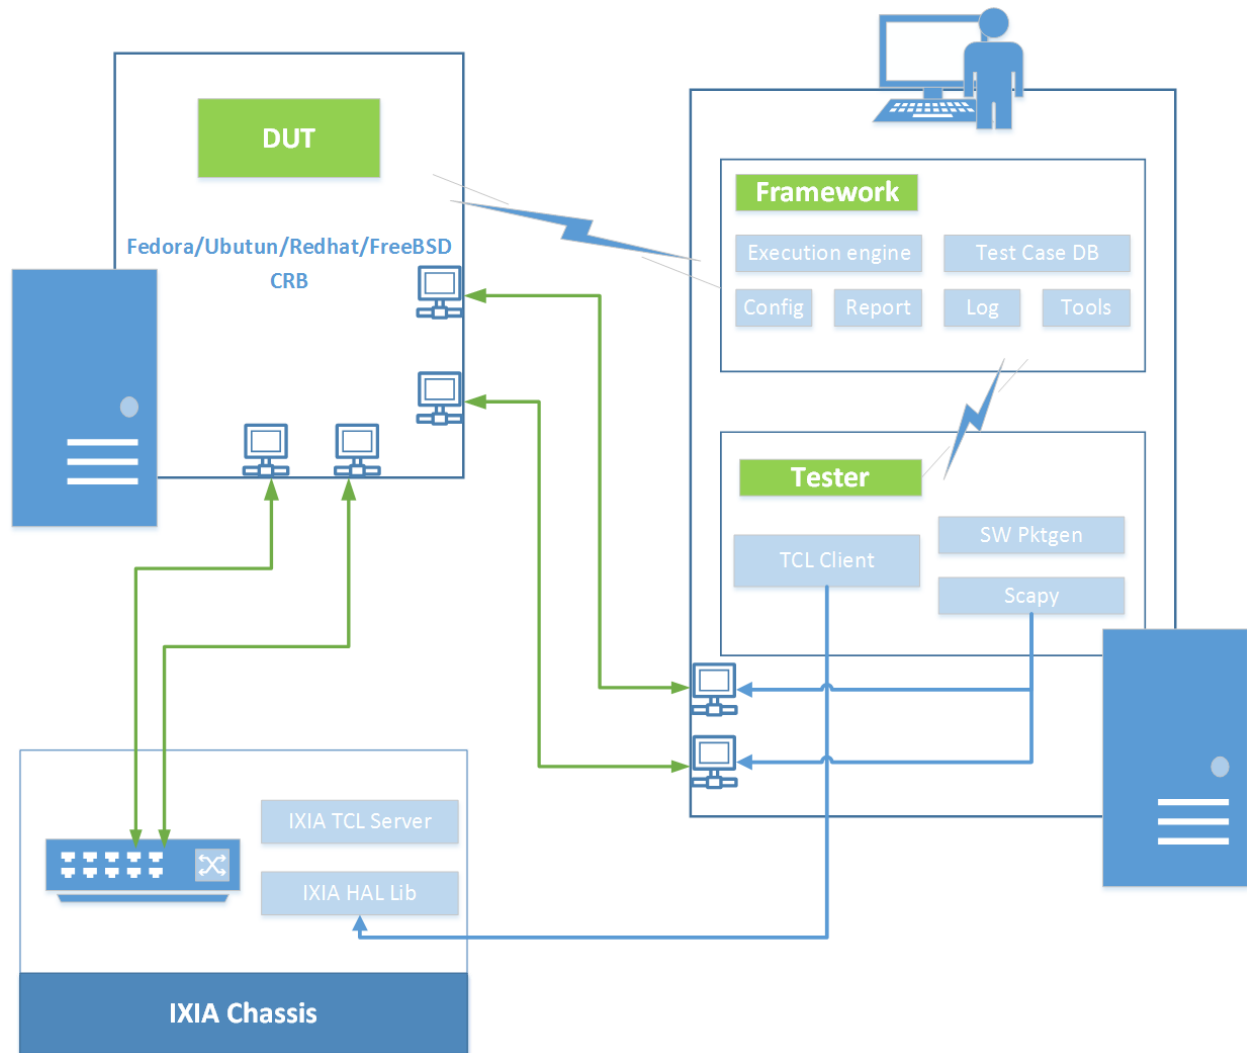 DUT
Fedora/Ubutun/Redhat/FreeBSD
CRB
Framework
Execution engine
Test Case DB
Config
Report
Log
Tools
Tester
TCL Client
SW Pktgen
Scapy
IXIA TCL Server
IXIA HAL Lib
IXIA Chassis